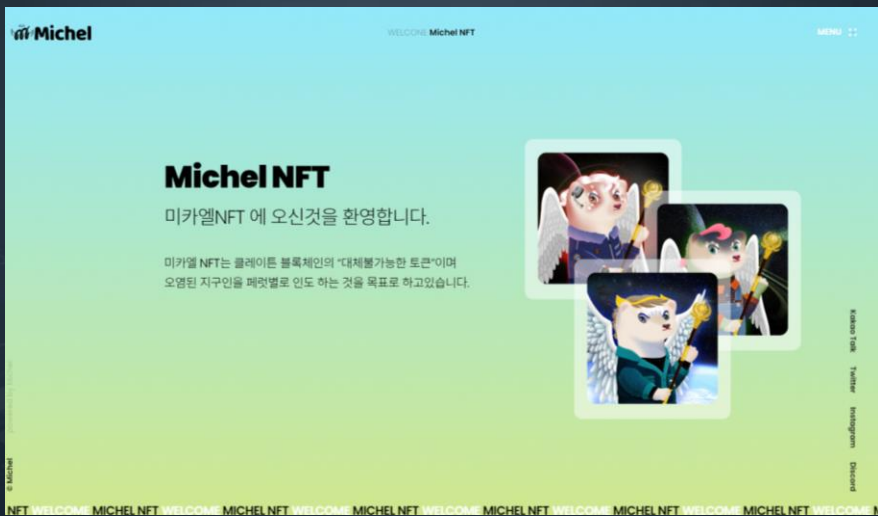 Michel
WELCOME Michel NFT
MENU
Michel NFT
미카엘NFT 에 오신것을 환영합니다.
미카엘 NFT는 클레이튼 블록체인의 "대체불가능한 토큰"이며
오염된 지구인을 페럿별로 인도 하는 것을 목표로 하고있습니다.
Kakao Talk
Twitter
Instagram
Discord
© Michel
NFT WELCOME MICHEL NFT WELCOME MICHEL NFT WELCOME MICHEL NFT WELCOME MICHEL NFT WELCOME MICHEL NFT WELCOME MICHEL NFT WELCOME M